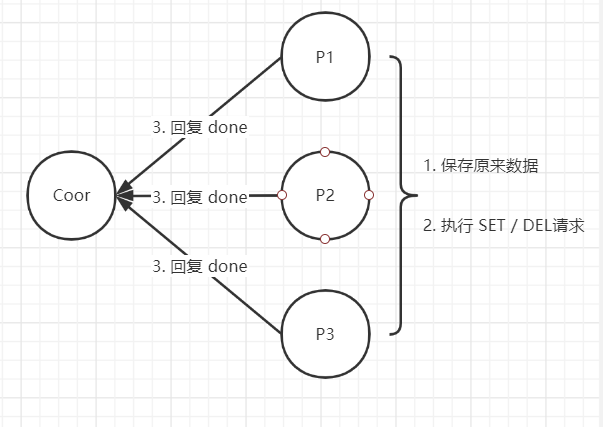 P1
3. 回复 done
1. 保存原来数据
Coor
3. 回复 done
P2
2. 执行 SET / DEL请求
3. 回复 done
P3